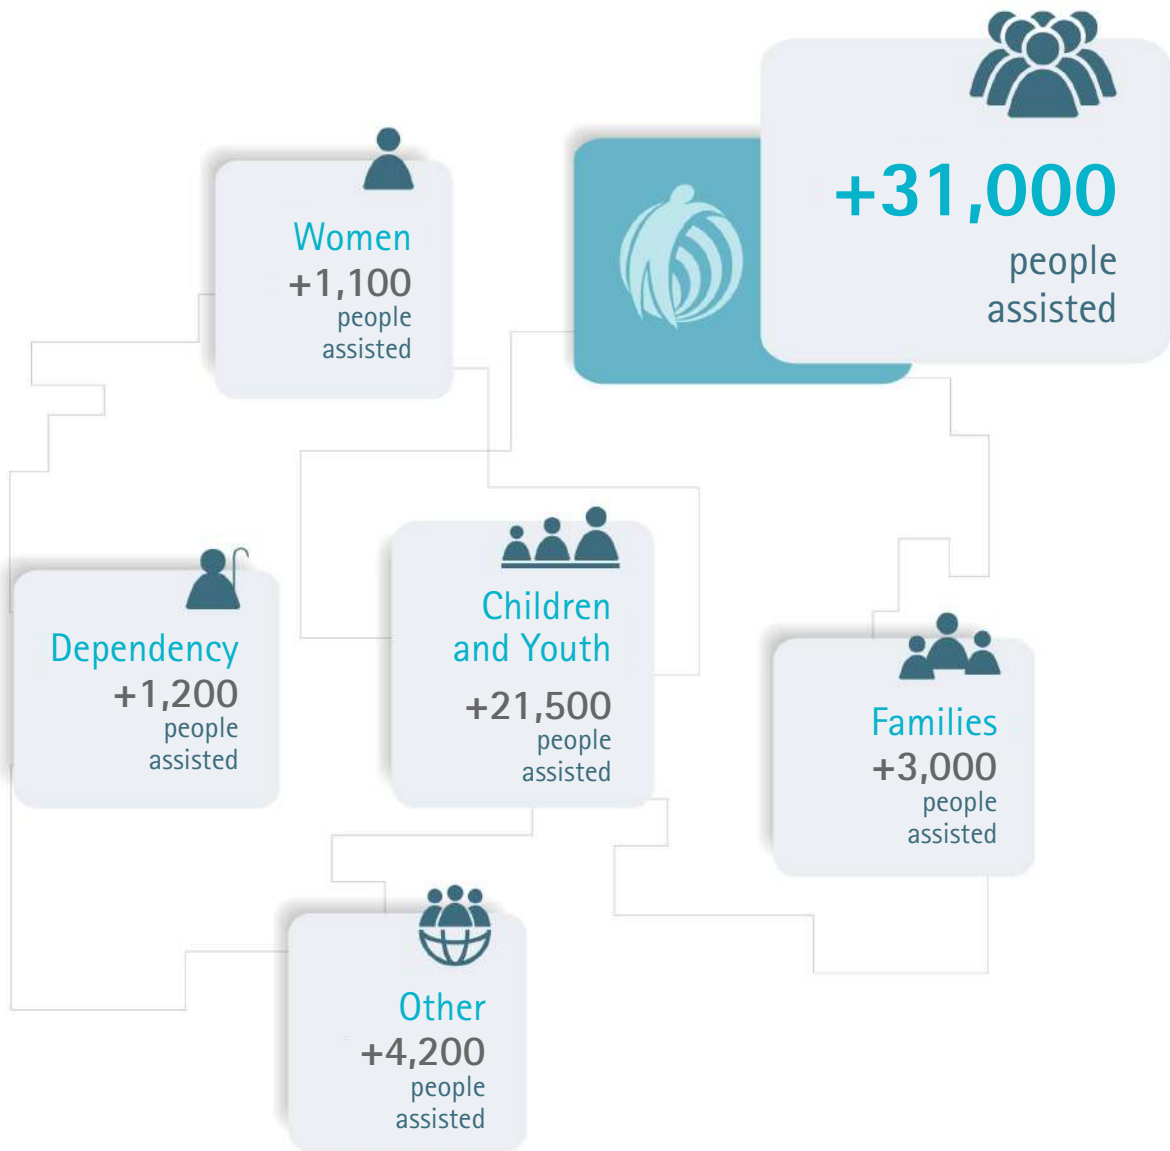 +31,000
people
assisted
Women
+1,100
people
assisted
Dependency
+1,200
people
assisted
Children
and Youth
+21,500
people
assisted
Families
+3,000
people
assisted
Other
+4,200
people
assisted